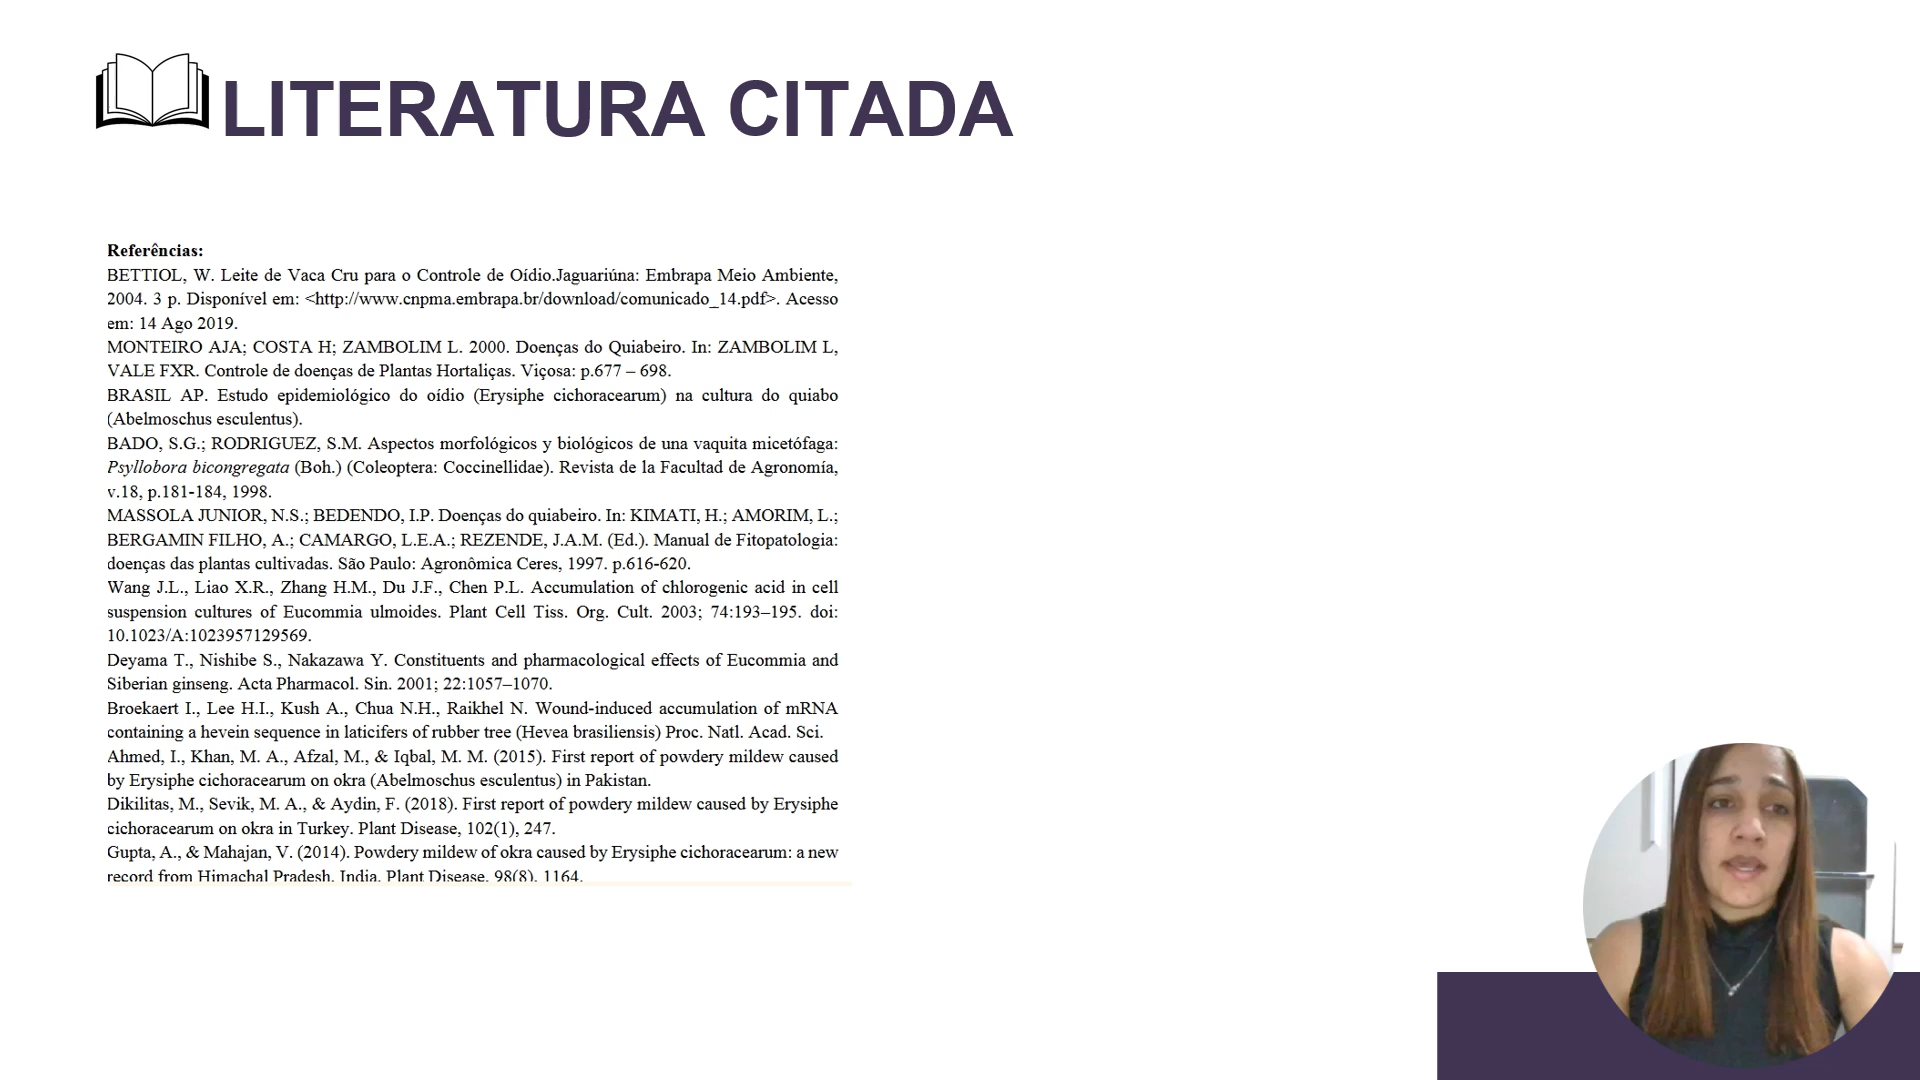 LITERATURA CITADA
Referências:
BETTIOL, W. Leite de Vaca Cru para o Controle de Oídio.Jaguariúna: Embrapa Meio Ambiente,
2004. 3 p. Disponível em: <http://www.cnpma.embrapa.br/download/comunicado_14.pdf>. Acesso
em: 14 Ago 2019.
MONTEIRO AJA; COSTA H; ZAMBOLIM L. 2000. Doenças do Quiabeiro. In: ZAMBOLIM L,
VALE FXR. Controle de doenças de Plantas Hortaliças. Viçosa: p.677 – 698.
BRASIL AP. Estudo epidemiológico do oídio (Erysiphe cichoracearum) na cultura do quiabo
(Abelmoschus esculentus).
BADO, S.G.; RODRIGUEZ, S.M. Aspectos morfológicos y biológicos de una vaquita micetófaga:
Psyllobora bicongregata (Boh.) (Coleoptera: Coccinellidae). Revista de la Facultad de Agronomía,
v.18, p.181-184, 1998.
MASSOLA JUNIOR, N.S.; BEDENDO, I.P. Doenças do quiabeiro. In: KIMATI, H.; AMORIM, L.;
BERGAMIN FILHO, A.; CAMARGO, L.E.A.; REZENDE, J.A.M. (Ed.). Manual de Fitopatologia:
doenças das plantas cultivadas. São Paulo: Agronômica Ceres, 1997. p.616-620.
Wang J.L., Liao X.R., Zhang H.M., Du J.F., Chen P.L. Accumulation of chlorogenic acid in cell
suspension cultures of Eucommia ulmoides. Plant Cell Tiss. Org. Cult. 2003; 74:193–195. doi:
10.1023/A:1023957129569.
Deyama T., Nishibe S., Nakazawa Y. Constituents and pharmacological effects of Eucommia and
Siberian ginseng. Acta Pharmacol. Sin. 2001; 22:1057–1070.
Broekaert I., Lee H.I., Kush A., Chua N.H., Raikhel N. Wound-induced accumulation of mRNA
containing a hevein sequence in laticifers of rubber tree (Hevea brasiliensis) Proc. Natl. Acad. Sci.
Ahmed, I., Khan, M. A., Afzal, M., & Iqbal, M. M. (2015). First report of powdery mildew caused
by Erysiphe cichoracearum on okra (Abelmoschus esculentus) in Pakistan.
Dikilitas, M., Sevik, M. A., & Aydin, F. (2018). First report of powdery mildew caused by Erysiphe
cichoracearum on okra in Turkey. Plant Disease, 102(1), 247.
Gupta, A., & Mahajan, V. (2014). Powdery mildew of okra caused by Erysiphe cichoracearum: a new
record from Himachal Pradesh, India. Plant Disease, 98(8), 1164.